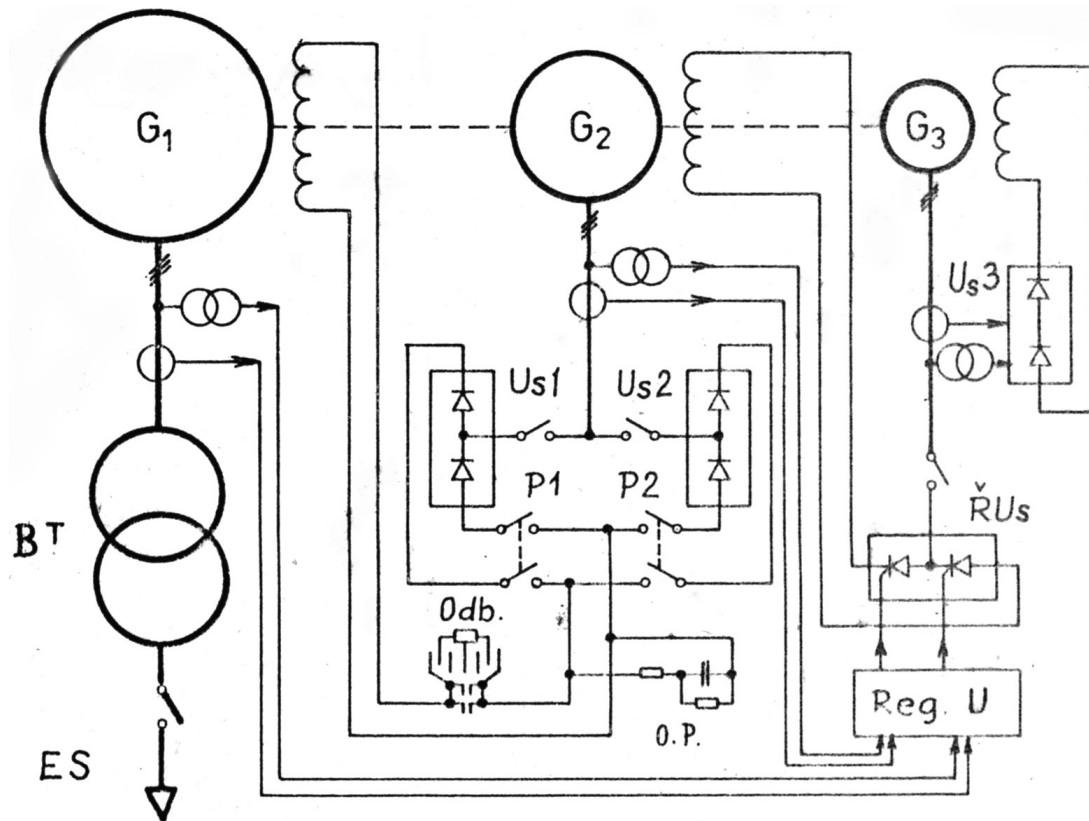 G₁
G₂
G₃
Us3
Us1
Us2
P1
P2
ŘUs
BT
Odb.
Reg. U
O.P.
ES